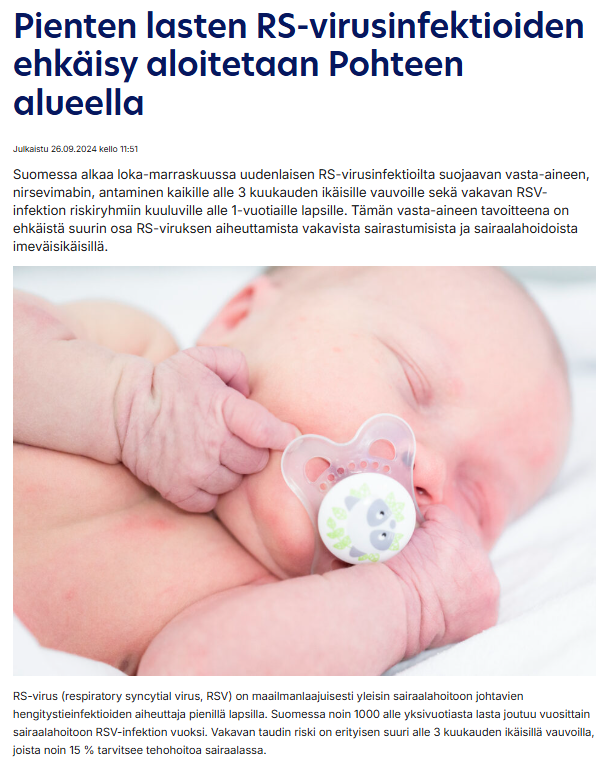 Pienten lasten RS-virusinfektioiden
ehkäisy aloitetaan Pohteen
alueella
Julkaistu 26.09.2024 kello 11:51
Suomessa alkaa loka-marraskuussa uudenlaisen RS-virusinfektioilta suojaavan vasta-aineen,
nirsevimabin, antaminen kaikille alle 3 kuukauden ikäisille vauvoille sekä vakavan RSV-
infektion riskiryhmiin kuuluville alle 1-vuotiaille lapsille. Tämän vasta-aineen tavoitteena on
ehkäistä suurin osa RS-viruksen aiheuttamista vakavista sairastumisista ja sairaalahoidoista
imeväisikäisillä.
RS-virus (respiratory syncytial virus, RSV) on maailmanlaajuisesti yleisin sairaalahoitoon johtavien
hengitystieinfektioiden aiheuttaja pienillä lapsilla. Suomessa noin 1000 alle yksivuotiasta lasta joutuu vuosittain
sairaalahoitoon RSV-infektion vuoksi. Vakavan taudin riski on erityisen suuri alle 3 kuukauden ikäisillä vauvoilla,
joista noin 15 % tarvitsee tehohoitoa sairaalassa.